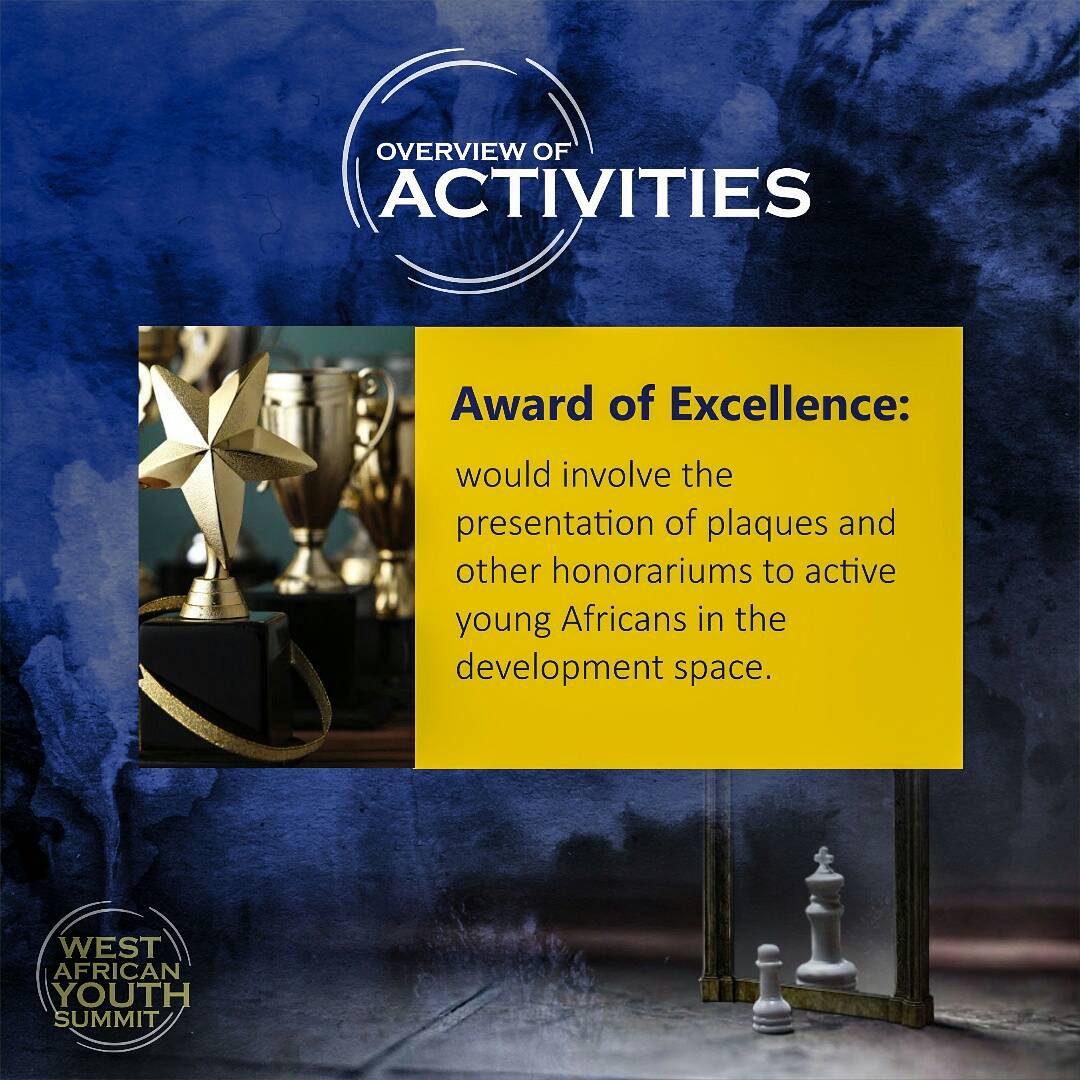 OVERVIEW OF
ACTIVITIES
Award of Excellence:
would involve the
presentation of plaques and
other honorariums to active
young Africans in the
development space.
WEST
AFRICAN
YOUTH
SUMMIT